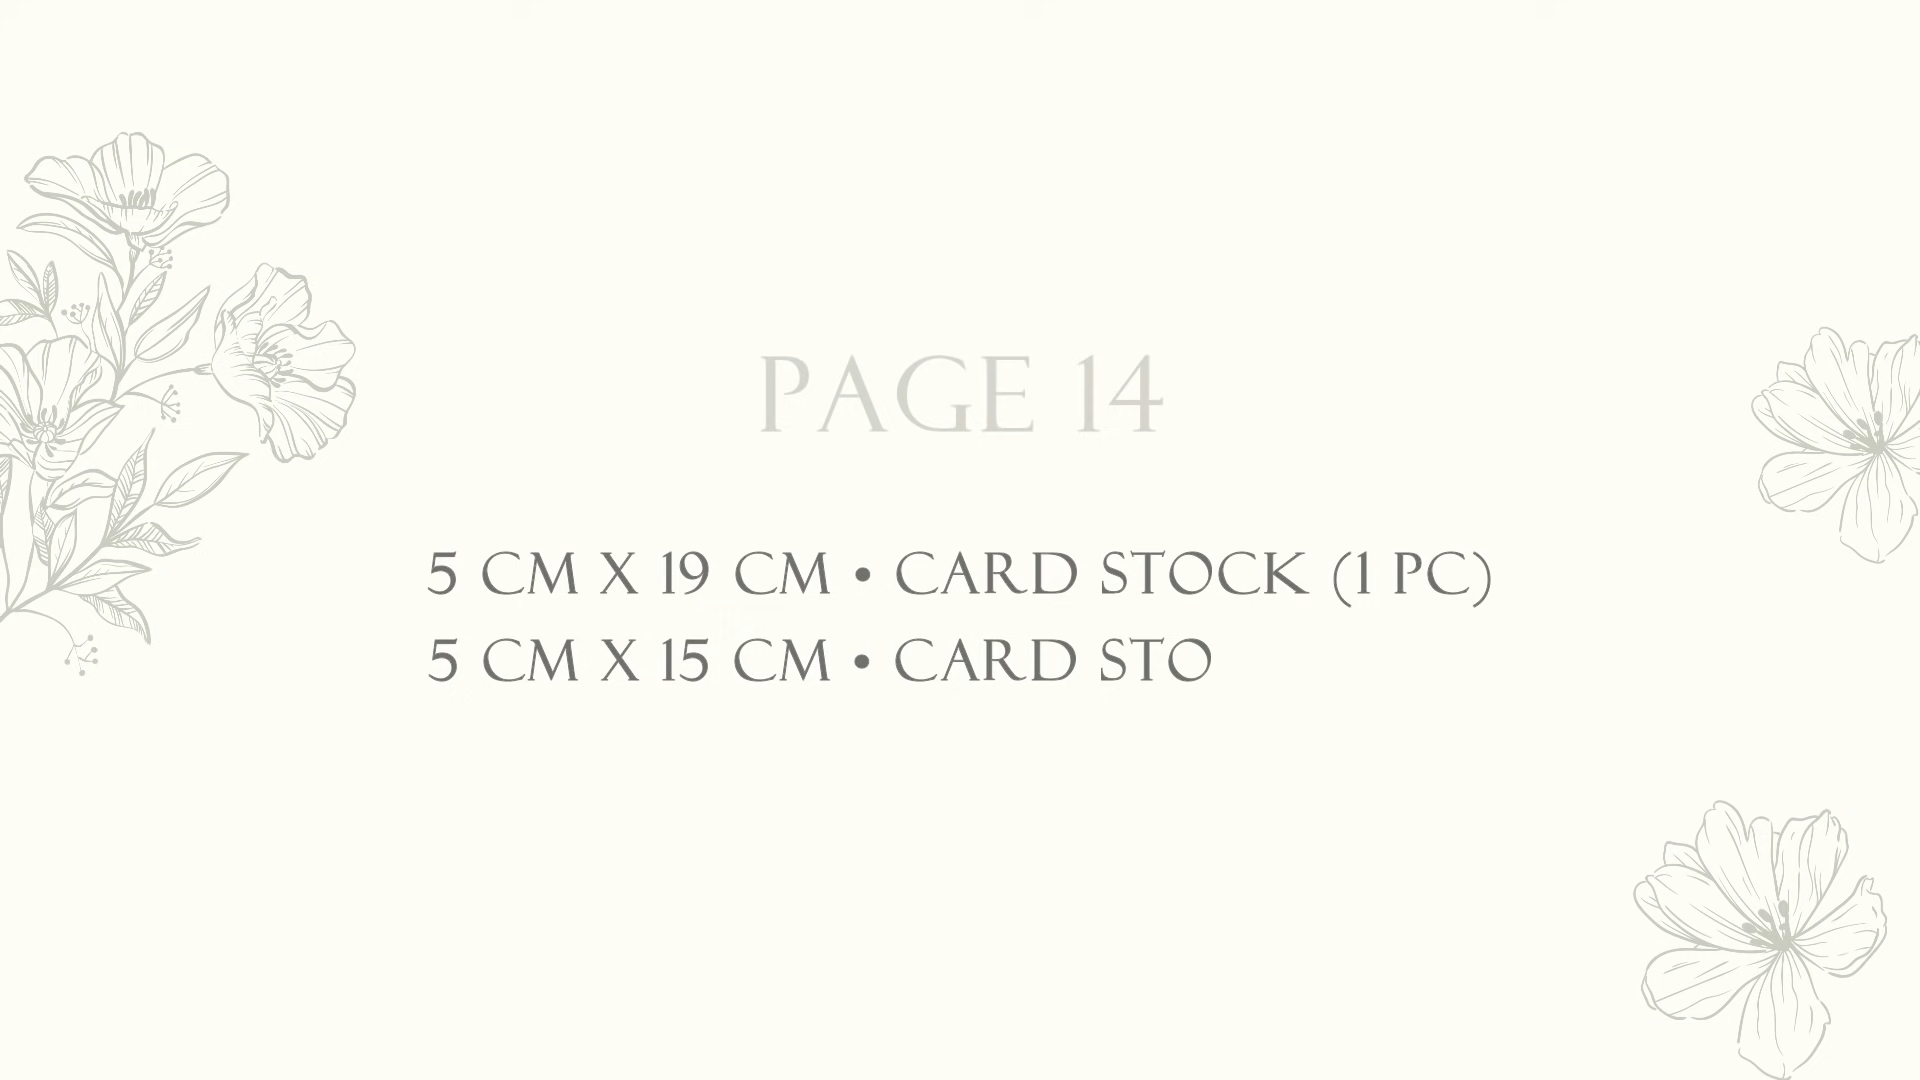 PAGE 14
5 CM X 19 CM • CARD STOCK (1 PC)
5 CM X 15 CM • CARD STO